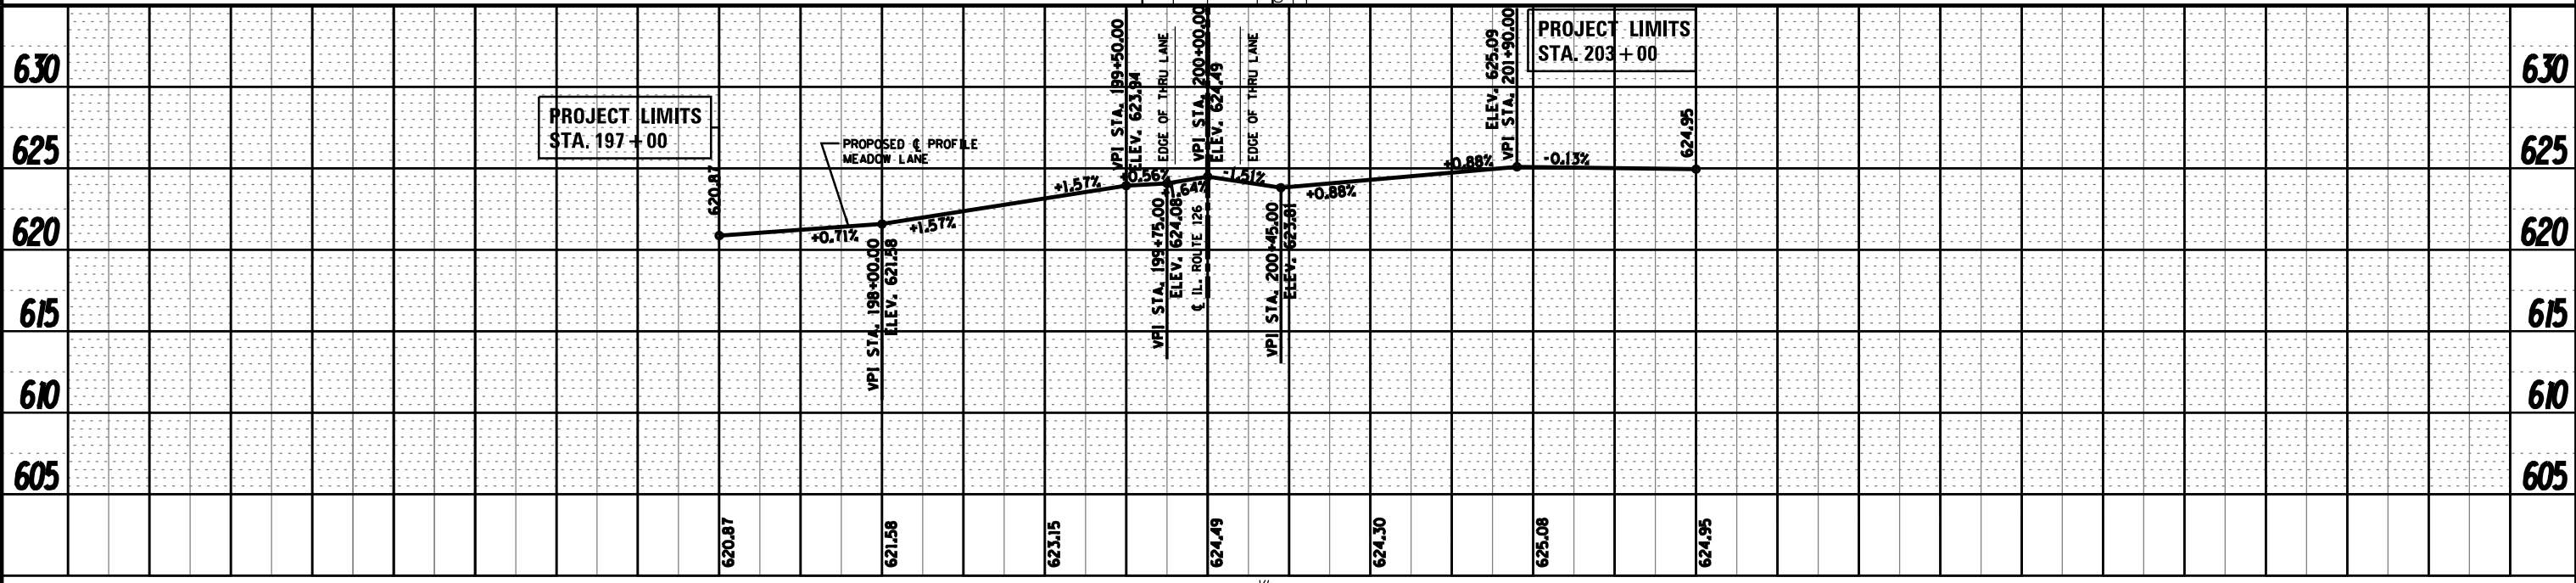 630
625
620
615
610
605
PROJECT LIMITS
STA. 197+00
620.87
PROPOSED ℄ PROFILE
MEADOW LANE
+0.71%
VPI STA. 198+00.00
ELEV. 621.58
+1.57%
+1.57%
VPI STA. 199+50.00
ELEV. 623.94
+0.56%
EDGE OF THRU LANE
VPI STA. 199+75.00
ELEV. 624.08
+1.64%
VPI STA. 200+00.00
ELEV. 624.49
℄ IL. ROUTE 126
EDGE OF THRU LANE
-1.51%
VPI STA. 200+45.00
ELEV. 623.81
+0.88%
+0.88%
ELEV. 625.09
VPI STA. 201+90.00
-0.13%
PROJECT LIMITS
STA. 203+00
624.95
630
625
620
615
610
605
620.87
621.58
623.15
624.49
624.30
625.08
624.95